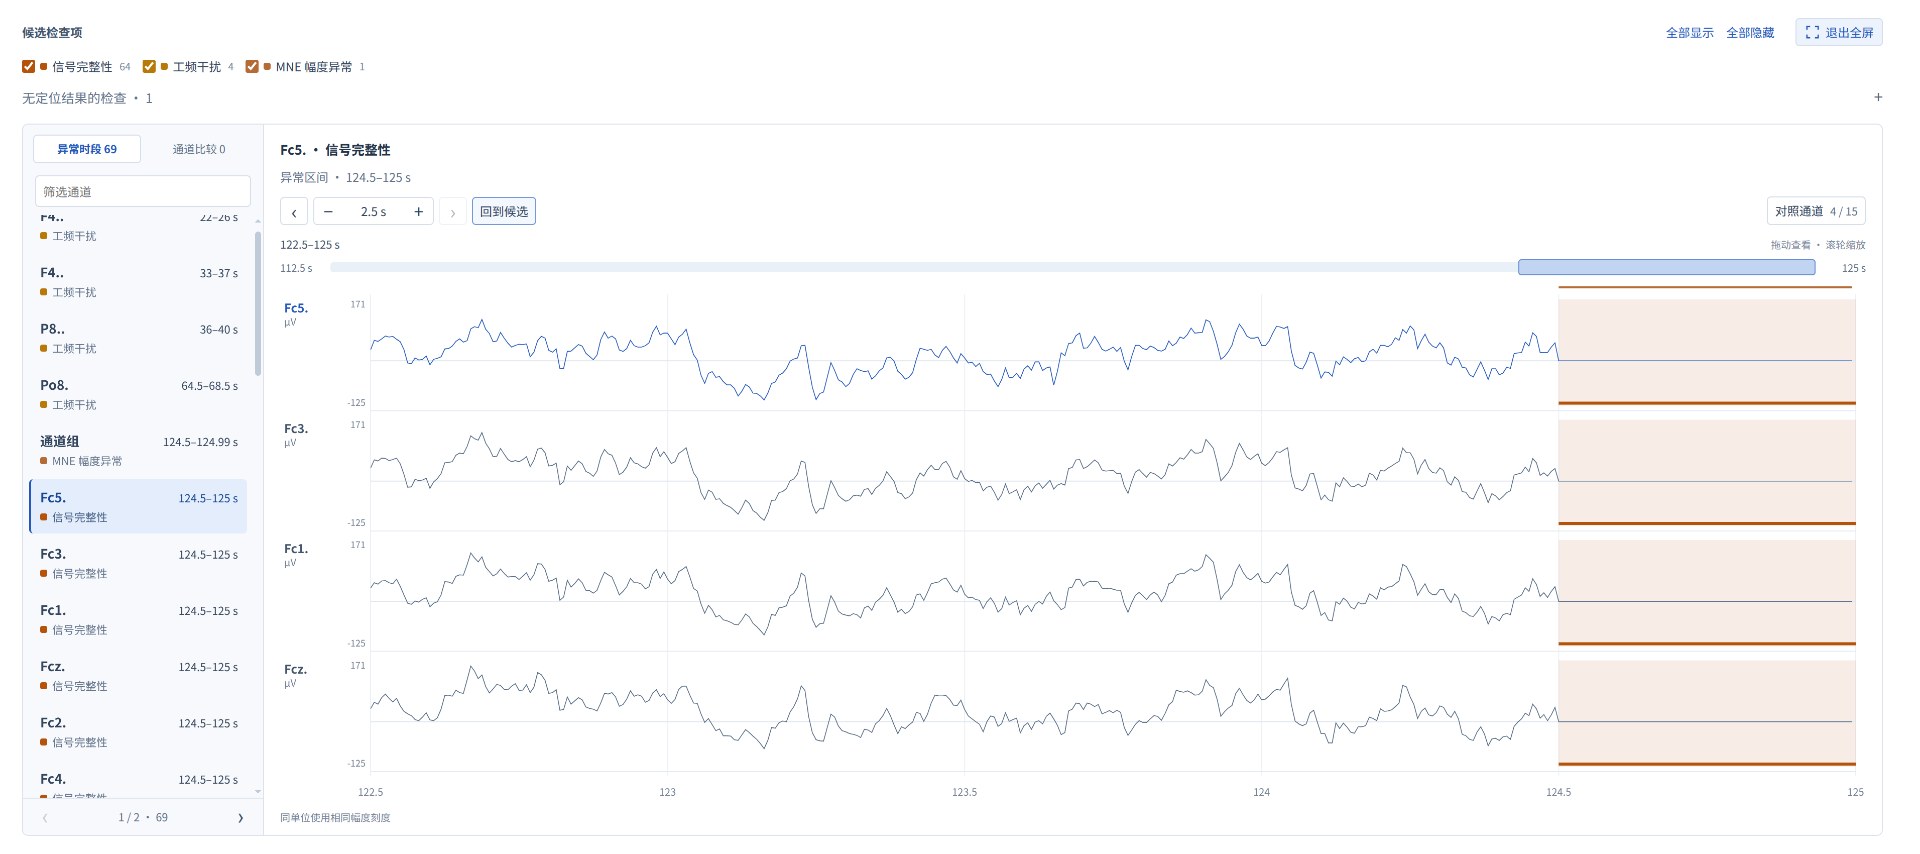 候选检查项
全部显示 全部隐藏 退出全屏
信号完整性 64 工频干扰 4 MNE 幅度异常 1
无定位结果的检查 · 1 +
异常时段 69 通道比较 0
筛选通道
F4.. 22–26 s
工频干扰
F4.. 33–37 s
工频干扰
P8.. 36–40 s
工频干扰
Po8. 64.5–68.5 s
工频干扰
通道组 124.5–124.99 s
MNE 幅度异常
Fc5. 124.5–125 s
信号完整性
Fc3. 124.5–125 s
信号完整性
Fc1. 124.5–125 s
信号完整性
Fcz. 124.5–125 s
信号完整性
Fc2. 124.5–125 s
信号完整性
Fc4. 124.5–125 s
信号完整性
‹ 1 / 2 · 69 ›
Fc5. · 信号完整性
异常区间 · 124.5–125 s
‹ − 2.5 s + › 回到候选 对照通道 4 / 15
122.5–125 s 拖动查看 · 滚轮缩放
112.5 s 125 s
Fc5. 171
μV
-125
Fc3. 171
μV
-125
Fc1. 171
μV
-125
Fcz. 171
μV
-125
122.5 123 123.5 124 124.5 125
同单位使用相同幅度刻度